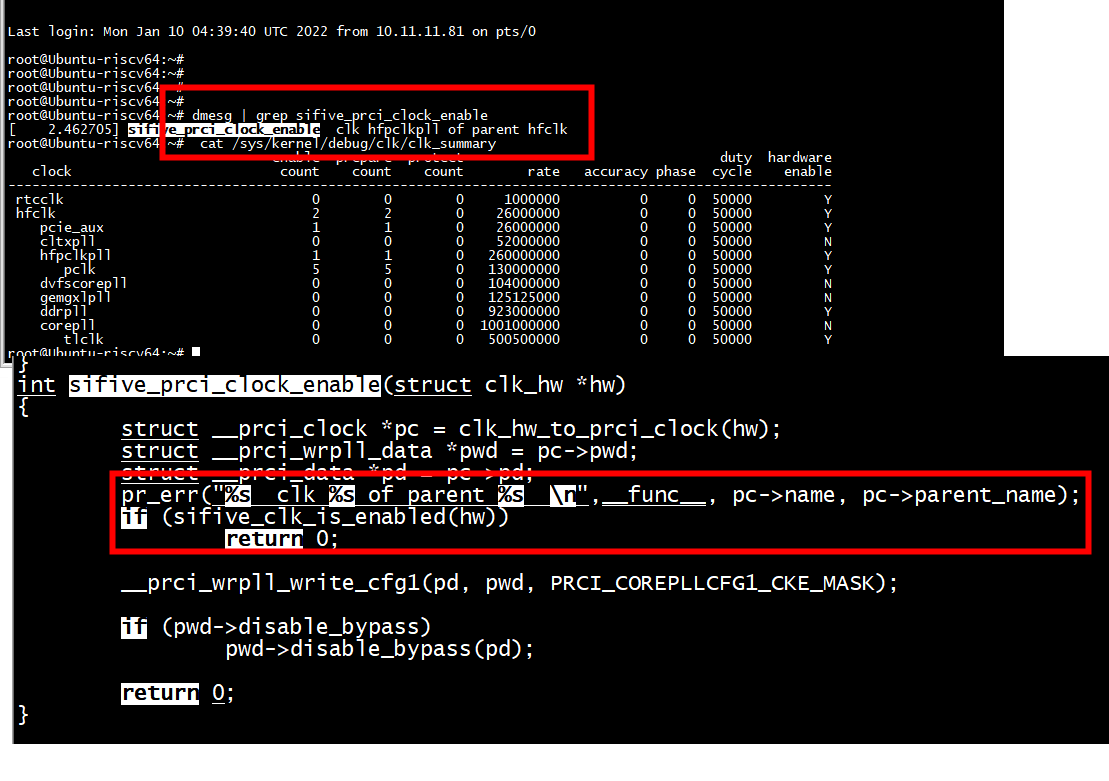 Last login: Mon Jan 10 04:39:40 UTC 2022 from 10.11.11.81 on pts/0
root@Ubuntu-riscv64:~#
root@Ubuntu-riscv64:~#
root@Ubuntu-riscv64:~#
root@Ubuntu-riscv64:~#
root@Ubuntu-riscv64:~# dmesg | grep sifive_prci_clock_enable
[    2.462705] sifive_prci_clock_enable  clk hfpclkpll of parent hfclk
root@Ubuntu-riscv64:~#  cat /sys/kernel/debug/clk/clk_summary
enable prepare protect duty hardware
clock count count count rate accuracy phase cycle enable
---------------------------------------------------------------------------------------------------------
rtcclk 0 0 0 1000000 0 0 50000 Y
hfclk 2 2 0 26000000 0 0 50000 Y
pcie_aux 1 1 0 26000000 0 0 50000 Y
cltxpll 0 0 0 52000000 0 0 50000 N
hfpclkpll 1 1 0 260000000 0 0 50000 Y
pclk 5 5 0 130000000 0 0 50000 Y
dvfscorepll 0 0 0 104000000 0 0 50000 N
gemgxlpll 0 0 0 125125000 0 0 50000 N
ddrpll 0 0 0 923000000 0 0 50000 Y
corepll 0 0 0 1001000000 0 0 50000 N
tlclk 0 0 0 500500000 0 0 50000 Y
root@Ubuntu-riscv64:~#
}
int sifive_prci_clock_enable(struct clk_hw *hw)
{
struct __prci_clock *pc = clk_hw_to_prci_clock(hw);
struct __prci_wrpll_data *pwd = pc->pwd;
struct __prci_data *pd = pc->pd;
pr_err("%s  clk %s of parent %s  \n",__func__, pc->name, pc->parent_name);
if (sifive_clk_is_enabled(hw))
return 0;
__prci_wrpll_write_cfg1(pd, pwd, PRCI_COREPLLCFG1_CKE_MASK);
if (pwd->disable_bypass)
pwd->disable_bypass(pd);
return 0;
}